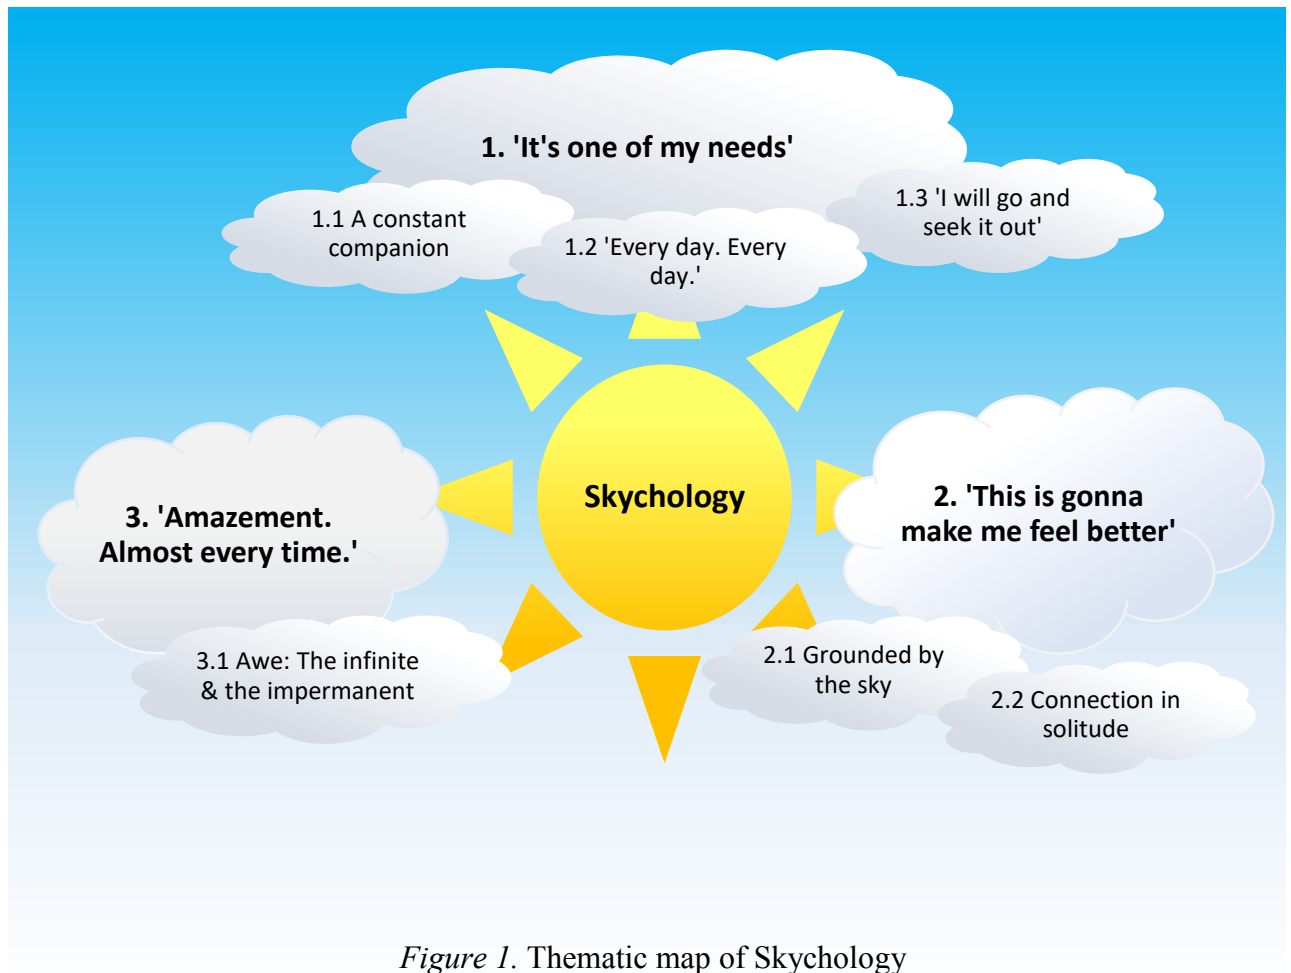 1. 'It's one of my needs'
1.1 A constant
companion
1.2 'Every day. Every
day.'
1.3 'I will go and
seek it out'
Skychology
2. 'This is gonna
make me feel better'
2.1 Grounded by
the sky
2.2 Connection in
solitude
3. 'Amazement.
Almost every time.'
3.1 Awe: The infinite
& the impermanent
Figure 1. Thematic map of Skychology